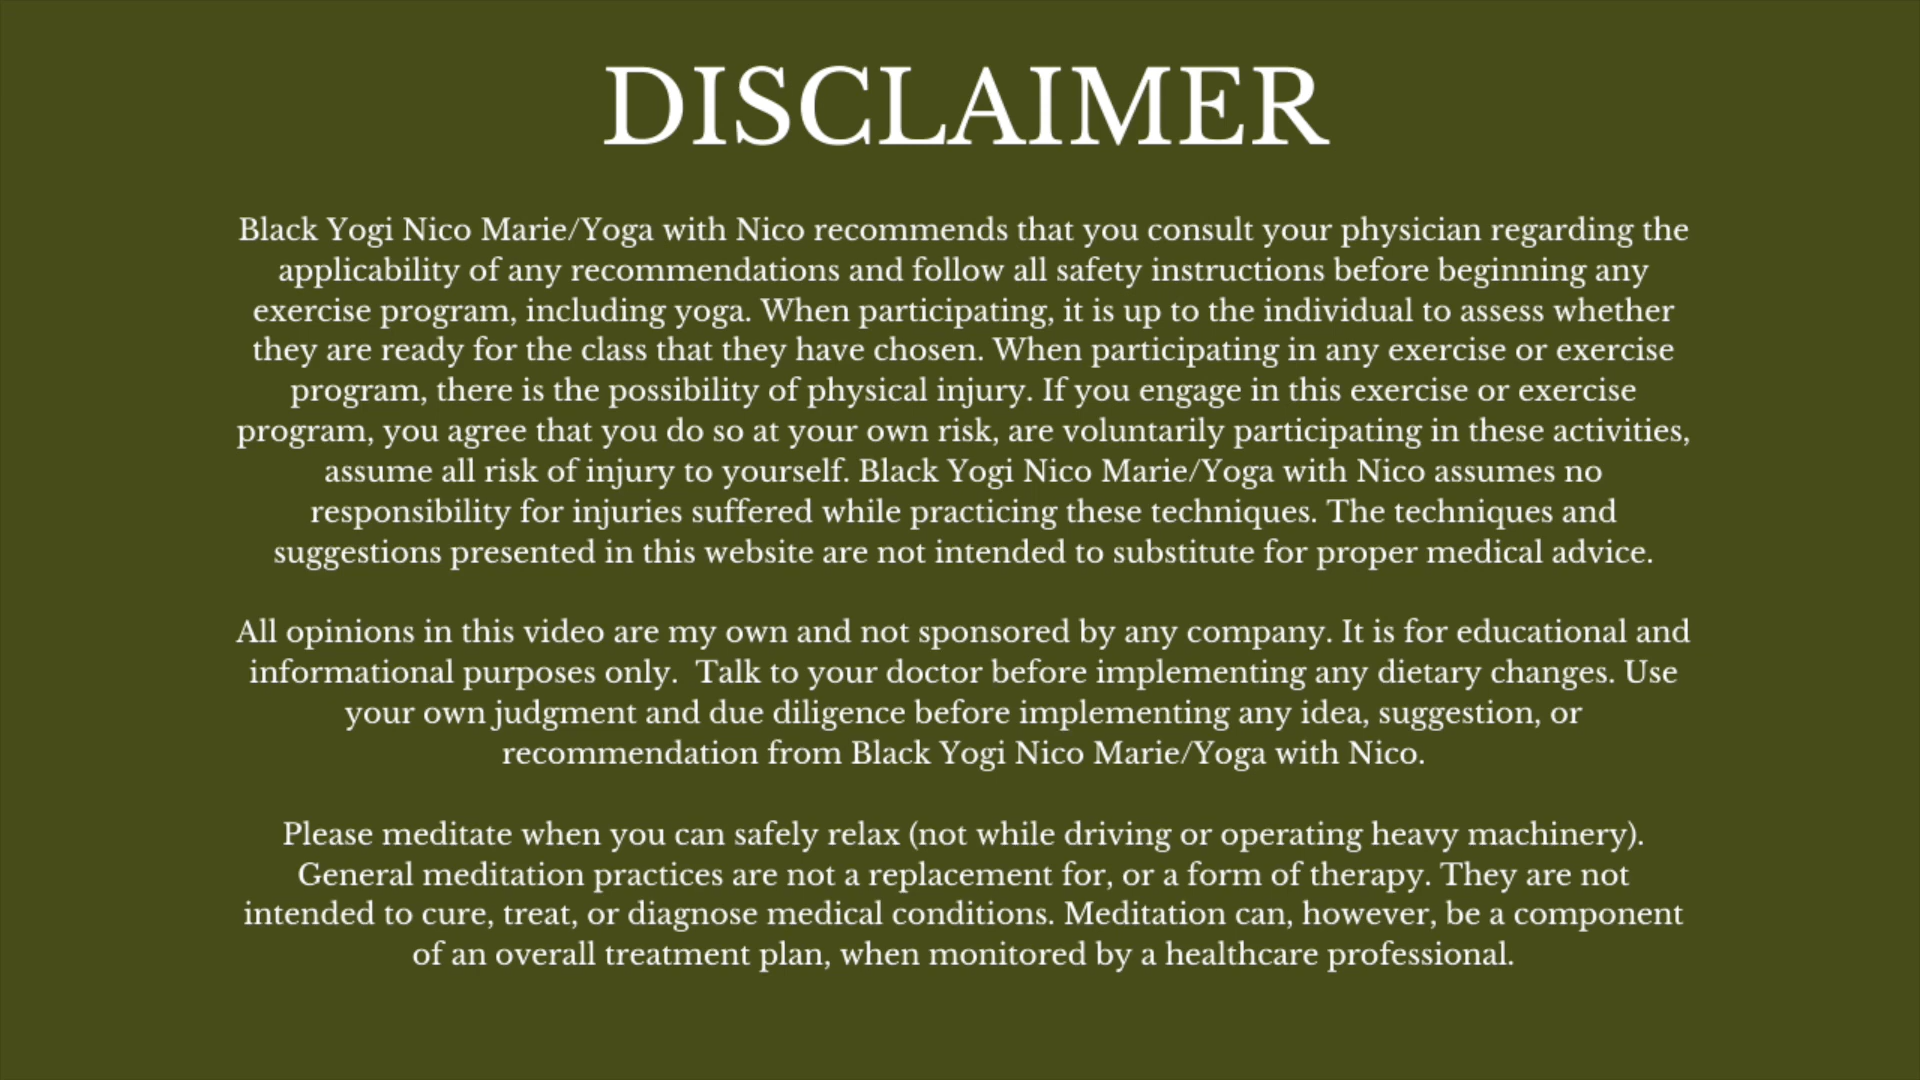 DISCLAIMER
Black Yogi Nico Marie/Yoga with Nico recommends that you consult your physician regarding the
applicability of any recommendations and follow all safety instructions before beginning any
exercise program, including yoga. When participating, it is up to the individual to assess whether
they are ready for the class that they have chosen. When participating in any exercise or exercise
program, there is the possibility of physical injury. If you engage in this exercise or exercise
program, you agree that you do so at your own risk, are voluntarily participating in these activities,
assume all risk of injury to yourself. Black Yogi Nico Marie/Yoga with Nico assumes no
responsibility for injuries suffered while practicing these techniques. The techniques and
suggestions presented in this website are not intended to substitute for proper medical advice.
All opinions in this video are my own and not sponsored by any company. It is for educational and
informational purposes only.  Talk to your doctor before implementing any dietary changes. Use
your own judgment and due diligence before implementing any idea, suggestion, or
recommendation from Black Yogi Nico Marie/Yoga with Nico.
Please meditate when you can safely relax (not while driving or operating heavy machinery).
General meditation practices are not a replacement for, or a form of therapy. They are not
intended to cure, treat, or diagnose medical conditions. Meditation can, however, be a component
of an overall treatment plan, when monitored by a healthcare professional.